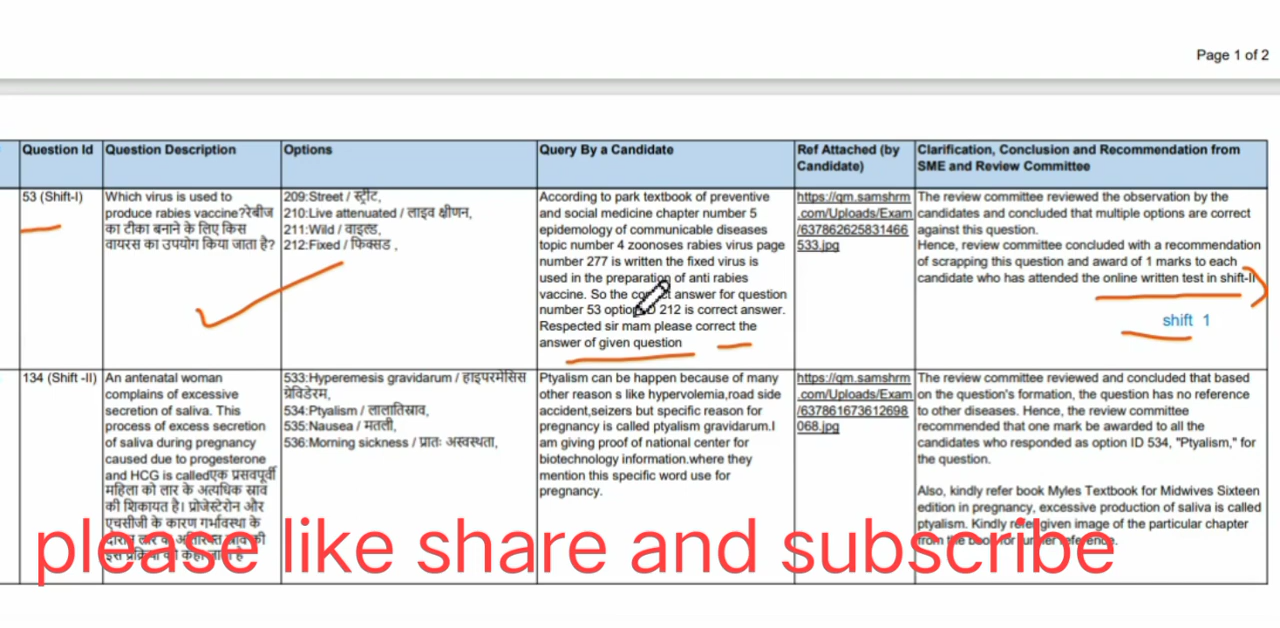 Page 1 of 2
Question Id
Question Description
Options
Query By a Candidate
Ref Attached (by
Candidate)
Clarification, Conclusion and Recommendation from
SME and Review Committee
53 (Shift-I)
Which virus is used to
produce rabies vaccine?रेबीज
का टीका बनाने के लिए किस
वायरस का उपयोग किया जाता है?
209:Street / स्ट्रीट,
210:Live attenuated / लाइव क्षीणन,
211:Wild / वाइल्ड,
212:Fixed / फिक्सड ,
According to park textbook of preventive
and social medicine chapter number 5
epidemology of communicable diseases
topic number 4 zoonoses rabies virus page
number 277 is written the fixed virus is
used in the preparation of anti rabies
vaccine. So the correct answer for question
number 53 option D 212 is correct answer.
Respected sir mam please correct the
answer of given question
https://qm.samshrm
.com/Uploads/Exam
/637862625831466
533.jpg
The review committee reviewed the observation by the
candidates and concluded that multiple options are correct
against this question.
Hence, review committee concluded with a recommendation
of scrapping this question and award of 1 marks to each
candidate who has attended the online written test in shift-II
shift 1
134 (Shift -II)
An antenatal woman
complains of excessive
secretion of saliva. This
process of excess secretion
of saliva during pregnancy
caused due to progesterone
and HCG is calledएक प्रसवपूर्वी
महिला को लार के अत्यधिक स्राव
की शिकायत है। प्रोजेस्टेरोन और
एचसीजी के कारण गर्भावस्था के
दौरान लार के अतिरिक्त स्राव की
इस प्रक्रिया को कहा जाता है
533:Hyperemesis gravidarum / हाइपरमेसिस
ग्रेविडेरम,
534:Ptyalism / लालातिस्राव,
535:Nausea / मतली,
536:Morning sickness / प्रातः अस्वस्थता,
Ptyalism can be happen because of many
other reason s like hypervolemia,road side
accident,seizers but specific reason for
pregnancy is called ptyalism gravidarum.I
am giving proof of national center for
biotechnology information.where they
mention this specific word use for
pregnancy.
https://qm.samshrm
.com/Uploads/Exam
/637861673612698
068.jpg
The review committee reviewed and concluded that based
on the question's formation, the question has no reference
to other diseases. Hence, the review committee
recommended that one mark be awarded to all the
candidates who responded as option ID 534, "Ptyalism," for
the question.
Also, kindly refer book Myles Textbook for Midwives Sixteen
edition in pregnancy, excessive production of saliva is called
ptyalism. Kindly refer given image of the particular chapter
from the book for further reference.
please like share and subscribe